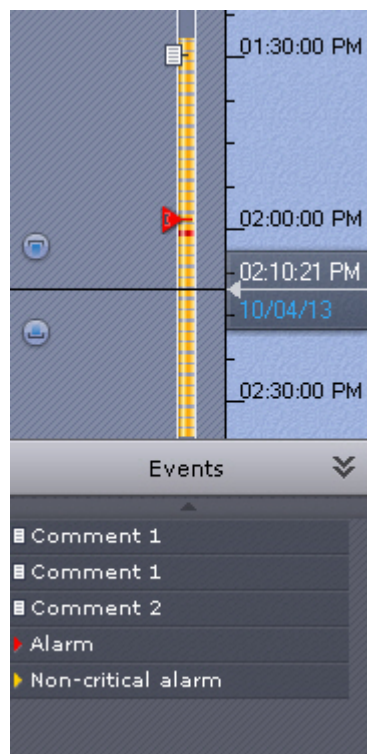 01:30:00 PM
02:00:00 PM
02:10:21 PM
10/04/13
02:30:00 PM
Events
Comment 1
Comment 1
Comment 2
Alarm
Non-critical alarm